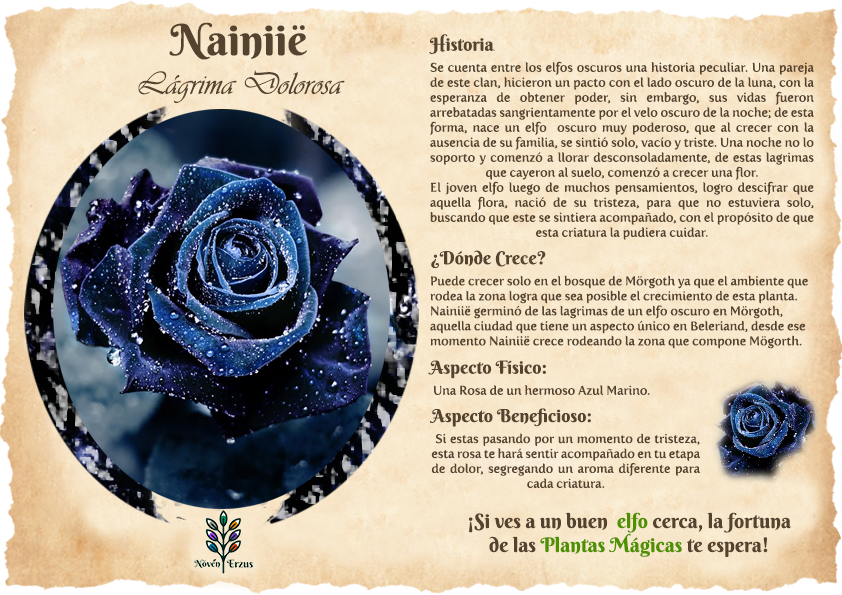 Nainiië
Lágrima Dolorosa
Historia
Se cuenta entre los elfos oscuros una historia peculiar. Una pareja
de este clan, hicieron un pacto con el lado oscuro de la luna, con la
esperanza de obtener poder, sin embargo, sus vidas fueron
arrebatadas sangrientamente por el velo oscuro de la noche; de esta
forma, nace un elfo oscuro muy poderoso, que al crecer con la
ausencia de su familia, se sintió solo, vacío y triste. Una noche no lo
soporto y comenzó a llorar desconsoladamente, de estas lagrimas
que cayeron al suelo, comenzó a crecer una flor.
El joven elfo luego de muchos pensamientos, logro descifrar que
aquella flora, nació de su tristeza, para que no estuviera solo,
buscando que este se sintiera acompañado, con el propósito de que
esta criatura la pudiera cuidar.
¿Dónde Crece?
Puede crecer solo en el bosque de Mörgoth ya que el ambiente que
rodea la zona logra que sea posible el crecimiento de esta planta.
Nainiië germinó de las lagrimas de un elfo oscuro en Mörgoth,
aquella ciudad que tiene un aspecto único en Beleriand, desde ese
momento Nainiië crece rodeando la zona que compone Mögorth.
Aspecto Físico:
Una Rosa de un hermoso Azul Marino.
Aspecto Beneficioso:
Si estas pasando por un momento de tristeza,
esta rosa te hará sentir acompañado en tu etapa
de dolor, segregando un aroma diferente para
cada criatura.
¡Si ves a un buen elfo cerca, la fortuna
de las Plantas Mágicas te espera!
Növën Erzus